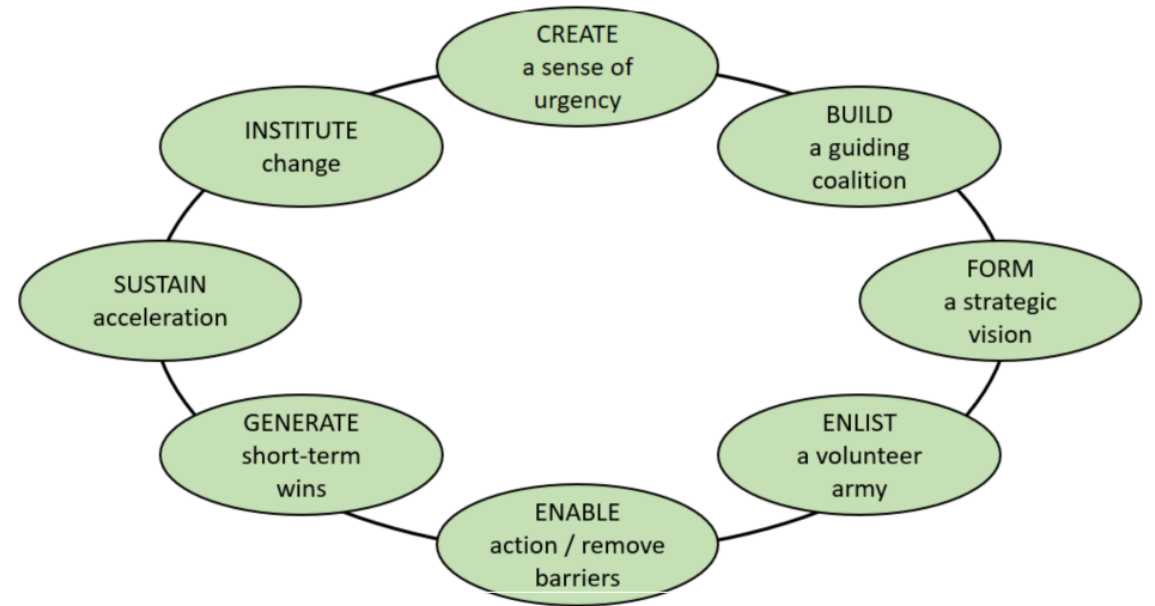 CREATE
a sense of
urgency
BUILD
a guiding
coalition
FORM
a strategic
vision
ENLIST
a volunteer
army
ENABLE
action / remove
barriers
GENERATE
short-term
wins
SUSTAIN
acceleration
INSTITUTE
change